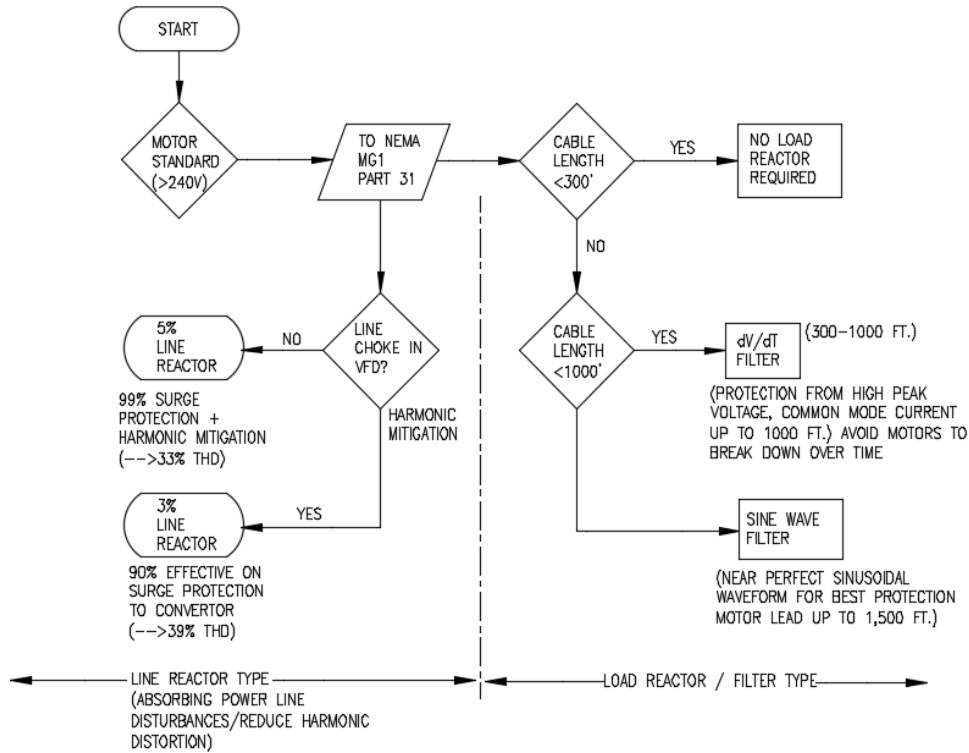 START
MOTOR
STANDARD
(>240V)
TO NEMA
MG1
PART 31
CABLE
LENGTH
<300'
YES
NO LOAD
REACTOR
REQUIRED
NO
LINE
CHOKE IN
VFD?
NO
5%
LINE
REACTOR
99% SURGE
PROTECTION +
HARMONIC MITIGATION
(-->33% THD)
HARMONIC
MITIGATION
YES
3%
LINE
REACTOR
90% EFFECTIVE ON
SURGE PROTECTION
TO CONVERTOR
(-->39% THD)
CABLE
LENGTH
<1000'
YES
dV/dT
FILTER
(300-1000 FT.)
(PROTECTION FROM HIGH PEAK
VOLTAGE, COMMON MODE CURRENT
UP TO 1000 FT.) AVOID MOTORS TO
BREAK DOWN OVER TIME
SINE WAVE
FILTER
(NEAR PERFECT SINUSOIDAL
WAVEFORM FOR BEST PROTECTION
MOTOR LEAD UP TO 1,500 FT.)
LINE REACTOR TYPE
(ABSORBING POWER LINE
DISTURBANCES/REDUCE HARMONIC
DISTORTION)
LOAD REACTOR / FILTER TYPE